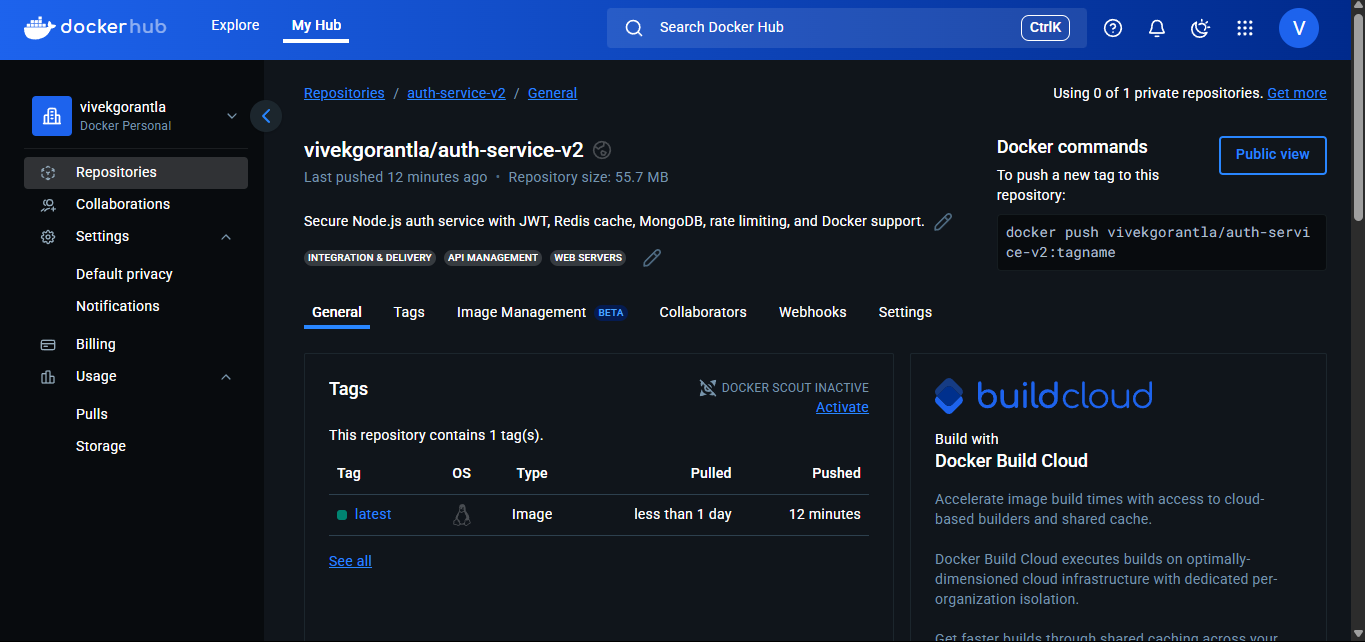 dockerhub
Explore
My Hub
Search Docker Hub
CtrlK
V
vivekgorantla
Docker Personal
Repositories
Collaborations
Settings
Default privacy
Notifications
Billing
Usage
Pulls
Storage
Repositories / auth-service-v2 / General
Using 0 of 1 private repositories. Get more
vivekgorantla/auth-service-v2
Last pushed 12 minutes ago • Repository size: 55.7 MB
Secure Node.js auth service with JWT, Redis cache, MongoDB, rate limiting, and Docker support.
INTEGRATION & DELIVERY API MANAGEMENT WEB SERVERS
Docker commands
Public view
To push a new tag to this
repository:
docker push vivekgorantla/auth-servi
ce-v2:tagname
General Tags Image Management BETA Collaborators Webhooks Settings
Tags
DOCKER SCOUT INACTIVE
Activate
This repository contains 1 tag(s).
Tag OS Type Pulled Pushed
latest Image less than 1 day 12 minutes
See all
buildcloud
Build with
Docker Build Cloud
Accelerate image build times with access to cloud-
based builders and shared cache.
Docker Build Cloud executes builds on optimally-
dimensioned cloud infrastructure with dedicated per-
organization isolation.
Get faster builds through shared caching across your